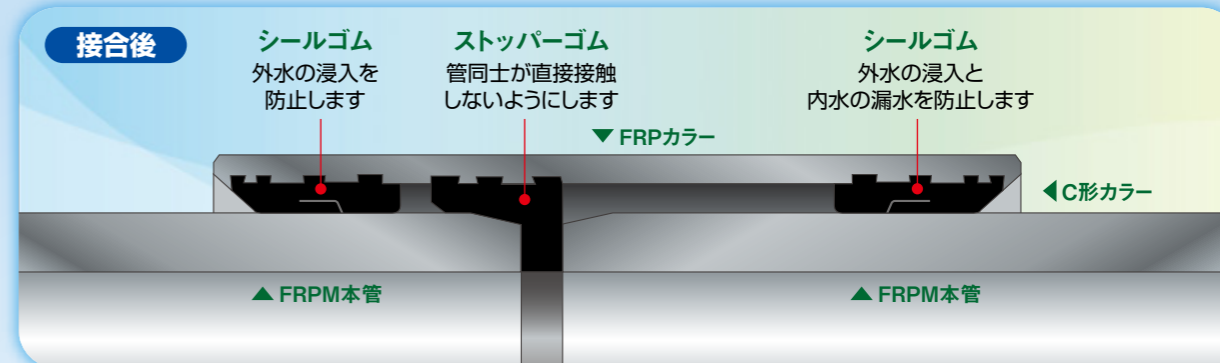 接合後
シールゴム
外水の浸入を
防止します
ストッパーゴム
管同士が直接接触
しないようにします
シールゴム
外水の浸入と
内水の漏水を防止します
▼FRPカラー
◀C形カラー
▲FRPM本管
▲FRPM本管